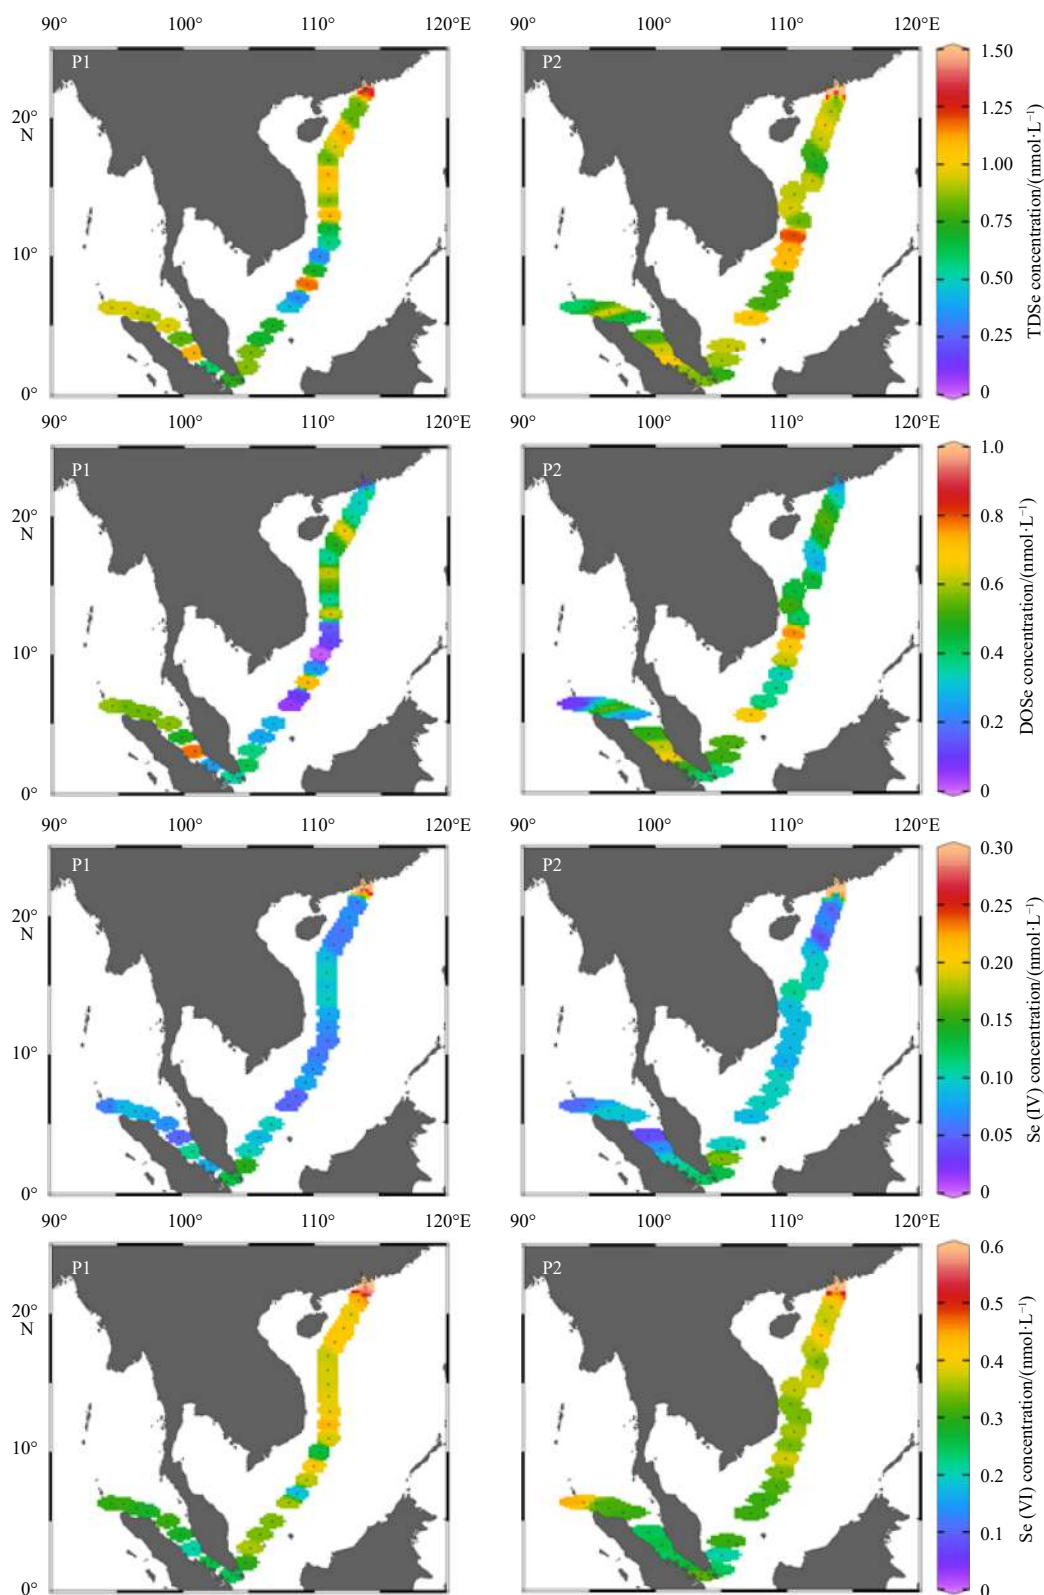 90° 100° 110° 120°E 90° 100° 110° 120°E
P1 P2
1.50
20°
N
1.25
1.00
0.75
10°
0.50
0.25
0°
0
TDSe concentration/(nmol·L⁻¹)
90° 100° 110° 120°E 90° 100° 110° 120°E
P1 P2
1.0
20°
N
0.8
0.6
10°
0.4
0.2
0°
0
DOSe concentration/(nmol·L⁻¹)
90° 100° 110° 120°E 90° 100° 110° 120°E
P1 P2
0.30
20°
N
0.25
0.20
0.15
10°
0.10
0.05
0°
0
Se (IV) concentration/(nmol·L⁻¹)
90° 100° 110° 120°E 90° 100° 110° 120°E
P1 P2
0.6
20°
N
0.5
0.4
0.3
10°
0.2
0.1
0°
0
Se (VI) concentration/(nmol·L⁻¹)